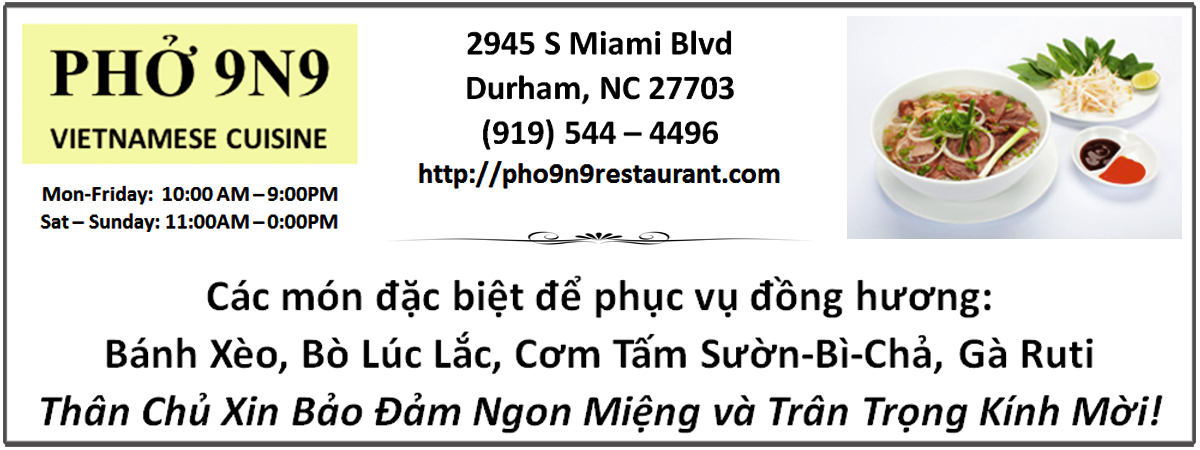 PHỞ 9N9
VIETNAMESE CUISINE
Mon-Friday: 10:00 AM – 9:00PM
Sat – Sunday: 11:00AM – 0:00PM
2945 S Miami Blvd
Durham, NC 27703
(919) 544 – 4496
http://pho9n9restaurant.com
Các món đặc biệt để phục vụ đồng hương:
Bánh Xèo, Bò Lúc Lắc, Cơm Tấm Sườn-Bì-Chả, Gà Ruti
Thân Chủ Xin Bảo Đảm Ngon Miệng và Trân Trọng Kính Mời!